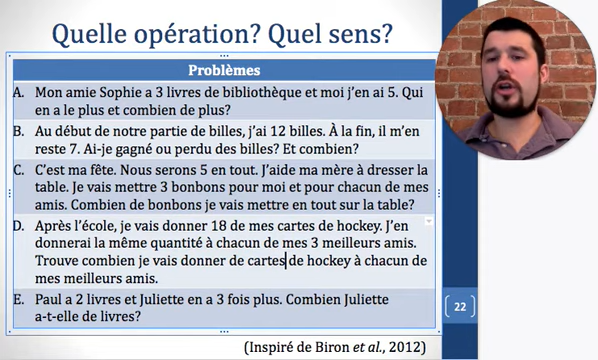 Quelle opération? Quel sens?
Problèmes
A. Mon amie Sophie a 3 livres de bibliothèque et moi j'en ai 5. Qui
en a le plus et combien de plus?
B. Au début de notre partie de billes, j'ai 12 billes. À la fin, il m'en
reste 7. Ai-je gagné ou perdu des billes? Et combien?
C. C'est ma fête. Nous serons 5 en tout. J'aide ma mère à dresser la
table. Je vais mettre 3 bonbons pour moi et pour chacun de mes
amis. Combien de bonbons je vais mettre en tout sur la table?
D. Après l'école, je vais donner 18 de mes cartes de hockey. J'en
donnerai la même quantité à chacun de mes 3 meilleurs amis.
Trouve combien je vais donner de cartes de hockey à chacun de
mes meilleurs amis.
E. Paul a 2 livres et Juliette en a 3 fois plus. Combien Juliette
a-t-elle de livres?
22
(Inspiré de Biron et al., 2012)